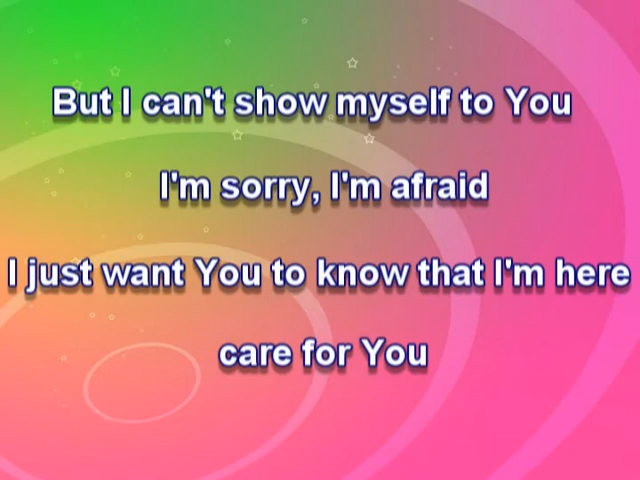 But I can't show myself to You
I'm sorry, I'm afraid
I just want You to know that I'm here
care for You